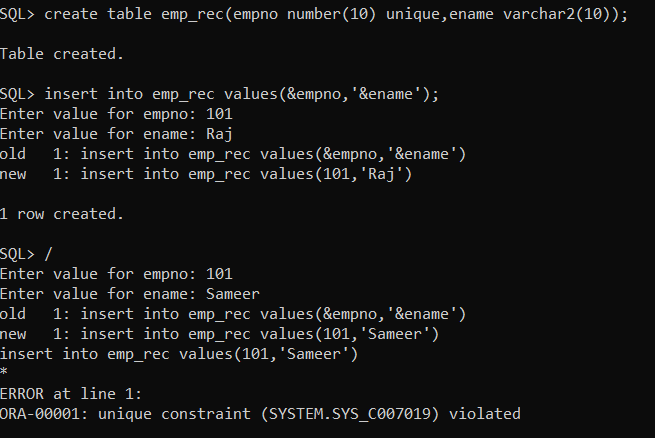 SQL> create table emp_rec(empno number(10) unique,ename varchar2(10));
Table created.
SQL> insert into emp_rec values(&empno,'&ename');
Enter value for empno: 101
Enter value for ename: Raj
old   1: insert into emp_rec values(&empno,'&ename')
new   1: insert into emp_rec values(101,'Raj')
1 row created.
SQL> /
Enter value for empno: 101
Enter value for ename: Sameer
old   1: insert into emp_rec values(&empno,'&ename')
new   1: insert into emp_rec values(101,'Sameer')
insert into emp_rec values(101,'Sameer')
*
ERROR at line 1:
ORA-00001: unique constraint (SYSTEM.SYS_C007019) violated